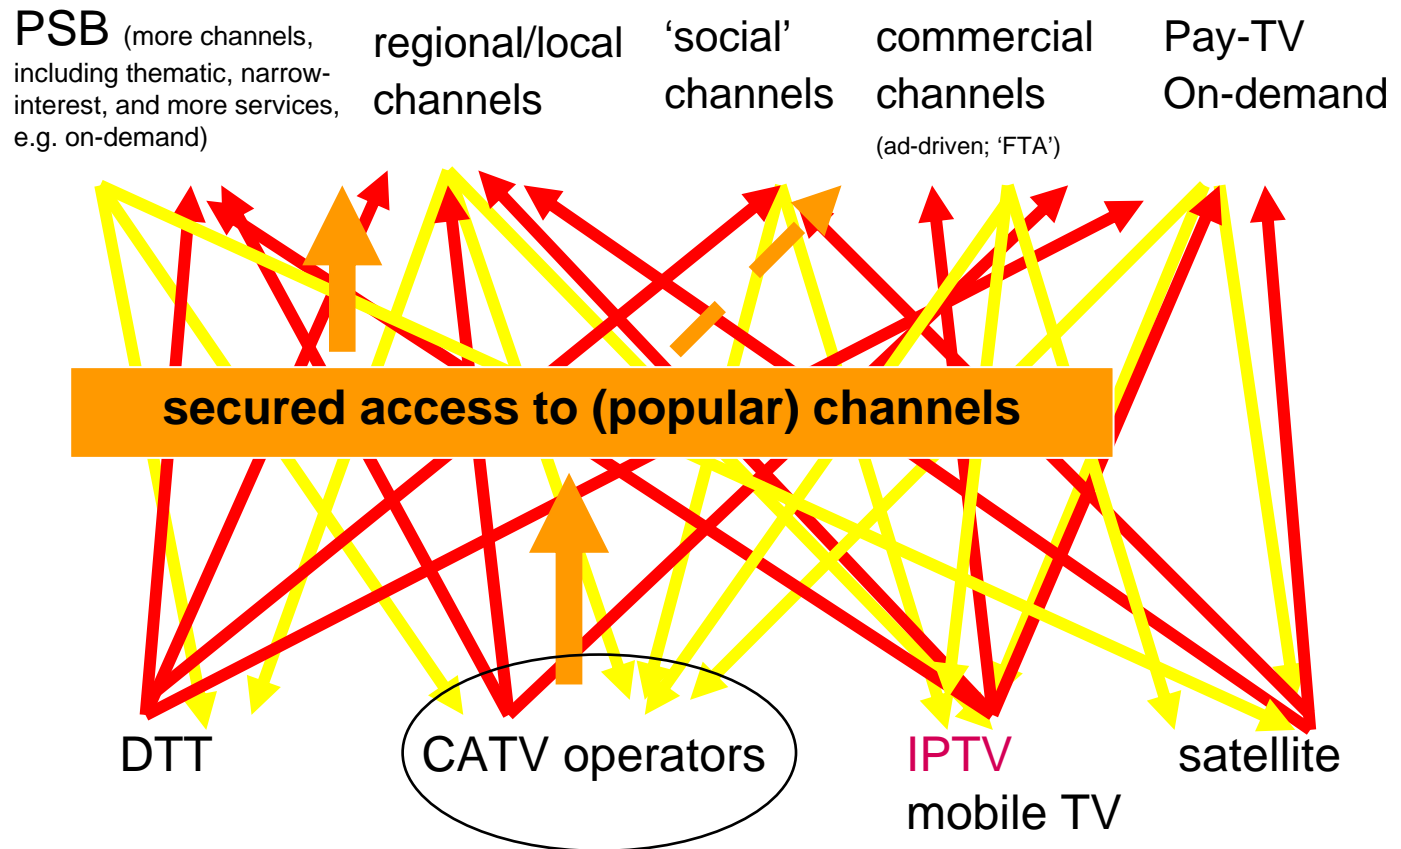 PSB (more channels,
including thematic, narrow-
interest, and more services,
e.g. on-demand)
regional/local
channels
‘social’
channels
commercial
channels
(ad-driven; ‘FTA’)
Pay-TV
On-demand
secured access to (popular) channels
DTT
CATV operators
IPTV
mobile TV
satellite